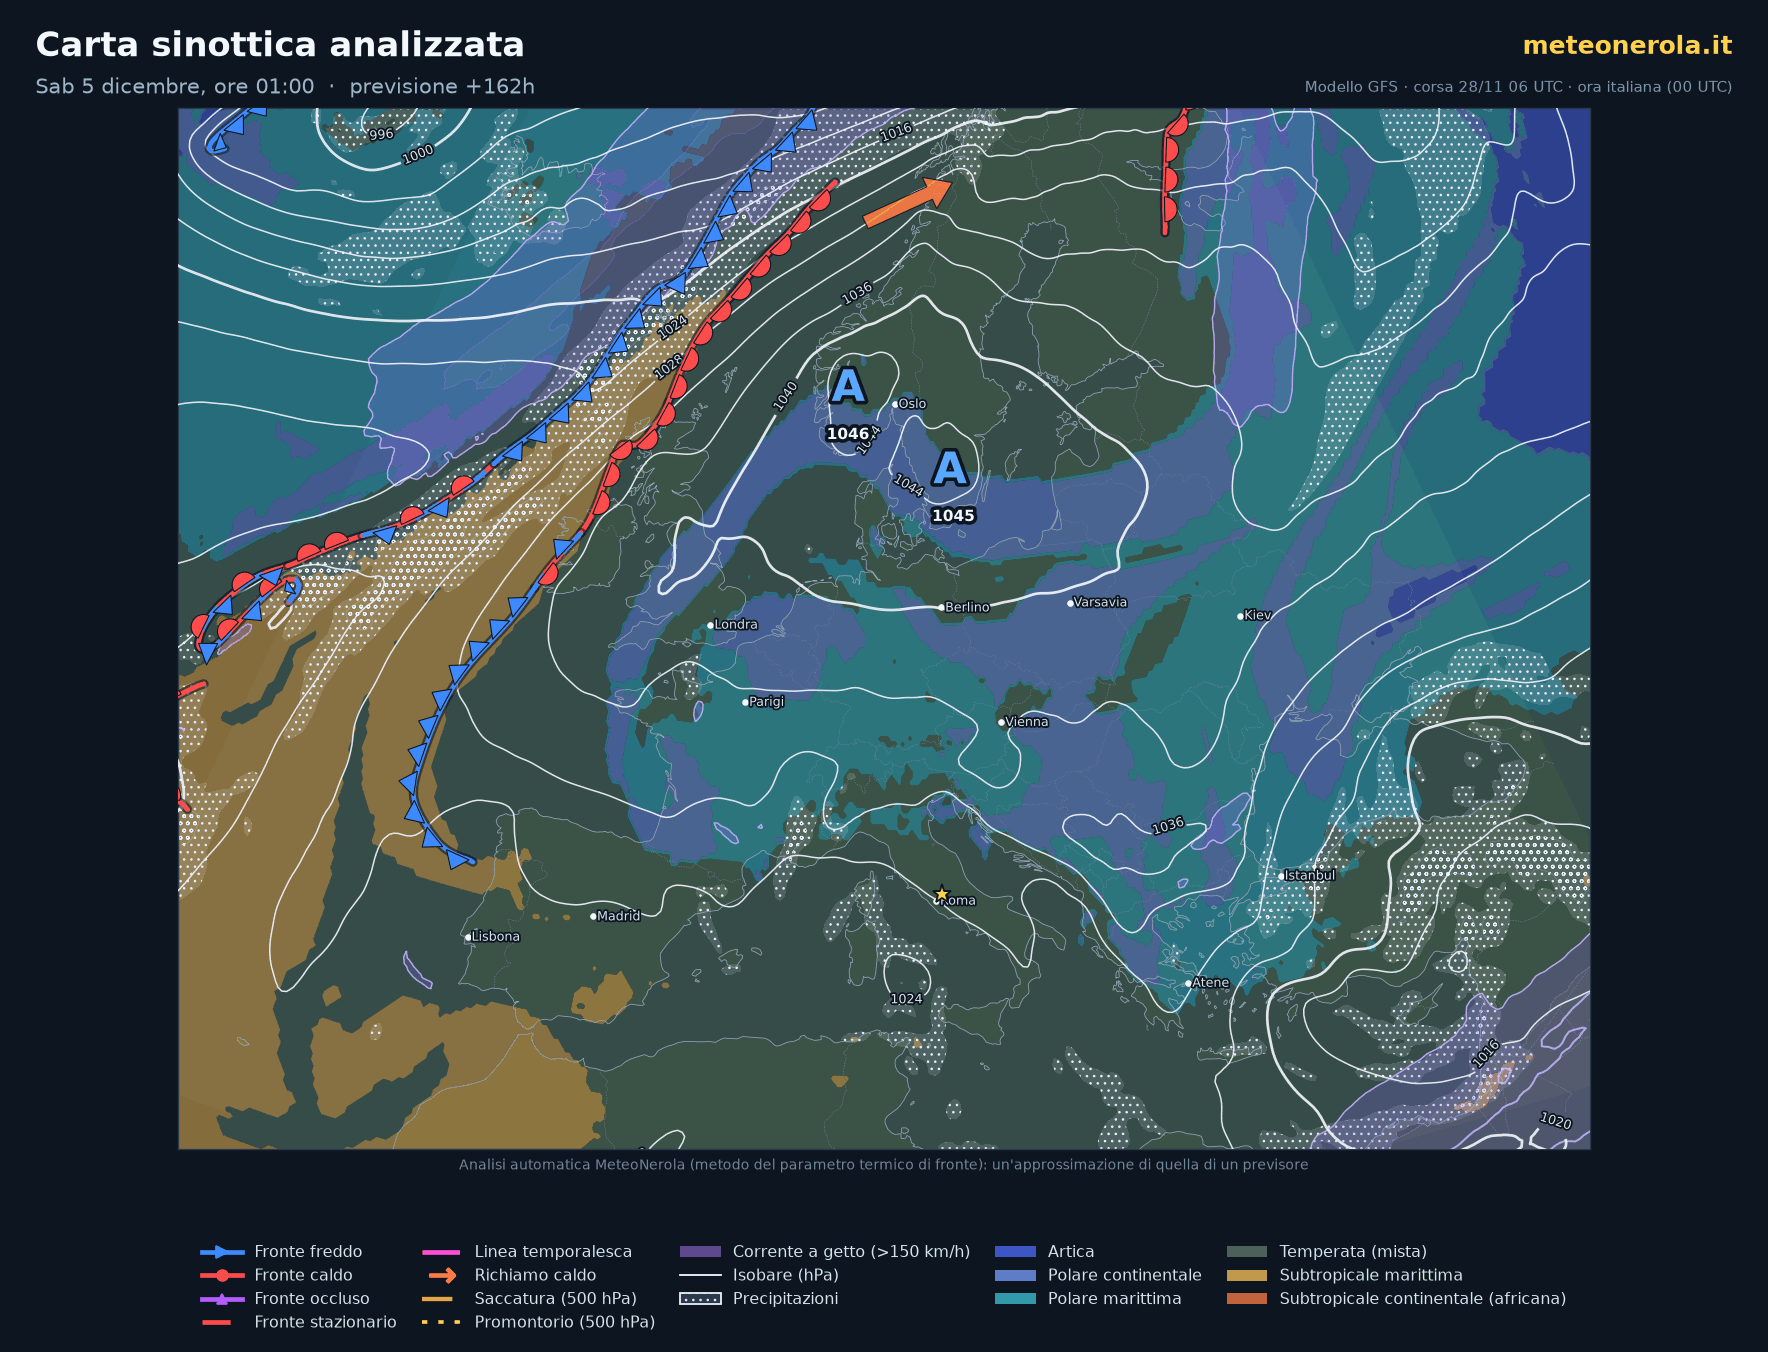 Carta sinottica analizzata
meteonerola.it
Sab 5 dicembre, ore 01:00 · previsione +162h
Modello GFS · corsa 28/11 06 UTC · ora italiana (00 UTC)
996
1000
1016
1036
1024
1028
1040
A
1046
1044
Oslo
A
1044
1045
Berlino
Varsavia
Kiev
Londra
Parigi
Vienna
1036
Istanbul
Roma
Madrid
Lisbona
Atene
1024
1016
1020
Analisi automatica MeteoNerola (metodo del parametro termico di fronte): un'approssimazione di quella di un previsore
Fronte freddo
Fronte caldo
Fronte occluso
Fronte stazionario
Linea temporalesca
Richiamo caldo
Saccatura (500 hPa)
Promontorio (500 hPa)
Corrente a getto (>150 km/h)
Isobare (hPa)
Precipitazioni
Artica
Polare continentale
Polare marittima
Temperata (mista)
Subtropicale marittima
Subtropicale continentale (africana)